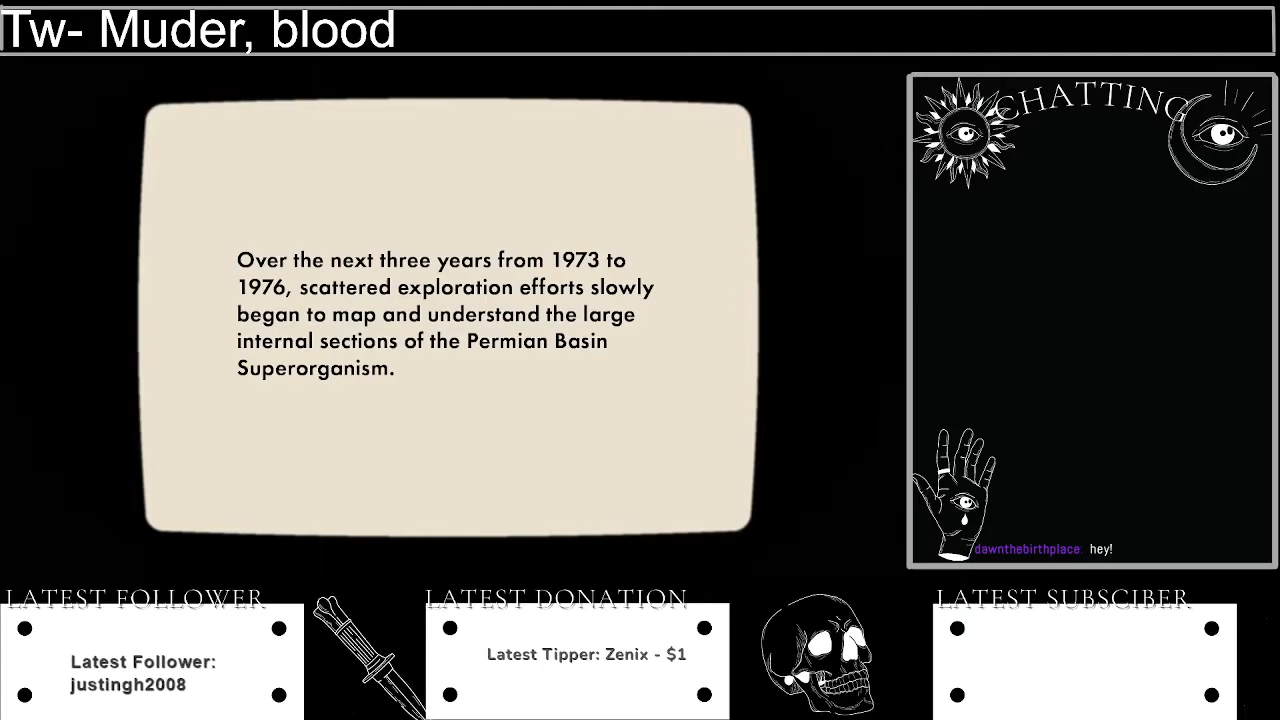 Tw- Muder, blood
CHATTING
Over the next three years from 1973 to
1976, scattered exploration efforts slowly
began to map and understand the large
internal sections of the Permian Basin
Superorganism.
dawnthebirthplace: hey!
LATEST FOLLOWER
Latest Follower:
justingh2008
LATEST DONATION
Latest Tipper: Zenix - $1
LATEST SUBSCIBER